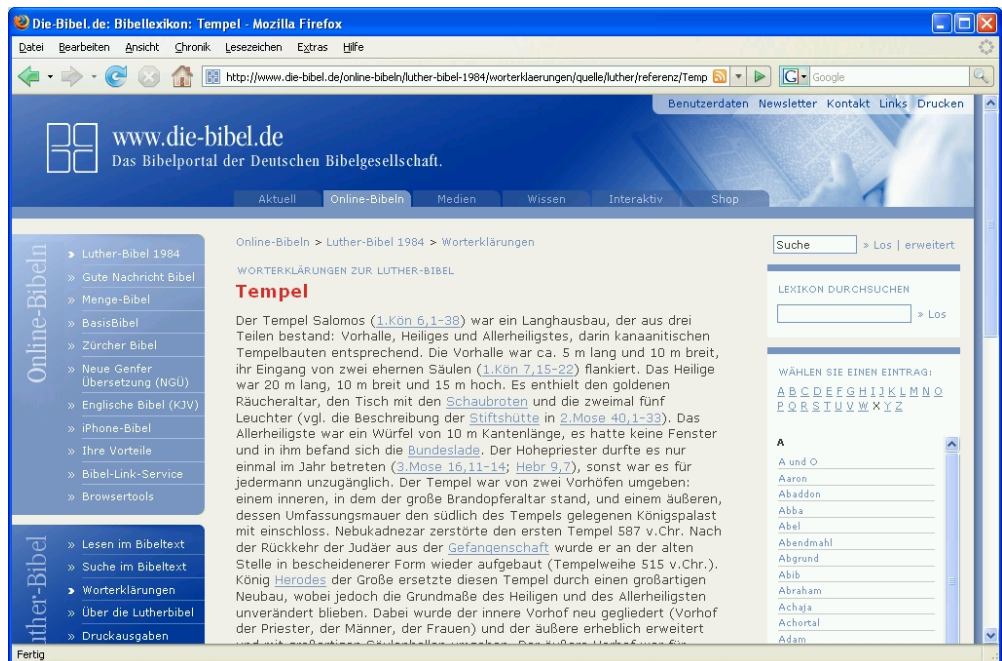 Die-Bibel.de: Bibellexikon: Tempel - Mozilla Firefox
Datei Bearbeiten Ansicht Chronik Lesezeichen Extras Hilfe
http://www.die-bibel.de/online-bibeln/luther-bibel-1984/worterklaerungen/quelle/luther/referenz/Temp
Google
Benutzerdaten Newsletter Kontakt Links Drucken
www.die-bibel.de
Das Bibelportal der Deutschen Bibelgesellschaft.
Aktuell Online-Bibeln Medien Wissen Interaktiv Shop
Online-Bibeln
» Luther-Bibel 1984
» Gute Nachricht Bibel
» Menge-Bibel
» BasisBibel
» Zürcher Bibel
» Neue Genfer
Übersetzung (NGÜ)
» Englische Bibel (KJV)
» iPhone-Bibel
» Ihre Vorteile
» Bibel-Link-Service
» Browsertools
» Lesen im Bibeltext
» Suche im Bibeltext
» Worterklärungen
» Über die Lutherbibel
» Druckausgaben
Online-Bibeln > Luther-Bibel 1984 > Worterklärungen
WORTERKLÄRUNGEN ZUR LUTHER-BIBEL
Tempel
Der Tempel Salomos (1.Kön 6,1-38) war ein Langhausbau, der aus drei
Teilen bestand: Vorhalle, Heiliges und Allerheiligstes, darin kanaanitischen
Tempelbauten entsprechend. Die Vorhalle war ca. 5 m lang und 10 m breit,
ihr Eingang von zwei ehernen Säulen (1.Kön 7,15-22) flankiert. Das Heilige
war 20 m lang, 10 m breit und 15 m hoch. Es enthielt den goldenen
Räucheraltar, den Tisch mit den Schaubroten und die zweimal fünf
Leuchter (vgl. die Beschreibung der Stiftshütte in 2.Mose 40,1-33). Das
Allerheiligste war ein Würfel von 10 m Kantenlänge, es hatte keine Fenster
und in ihm befand sich die Bundeslade. Der Hohepriester durfte es nur
einmal im Jahr betreten (3.Mose 16,11-14; Hebr 9,7), sonst war es für
jedermann unzugänglich. Der Tempel war von zwei Vorhöfen umgeben:
einem inneren, in dem der große Brandopferaltar stand, und einem äußeren,
dessen Umfassungsmauer den südlich des Tempels gelegenen Königspalast
mit einschloss. Nebukadnezar zerstörte den ersten Tempel 587 v.Chr. Nach
der Rückkehr der Judäer aus der Gefangenschaft wurde er an der alten
Stelle in bescheidenerer Form wieder aufgebaut (Tempelweihe 515 v.Chr.).
König Herodes der Große ersetzte diesen Tempel durch einen großartigen
Neubau, wobei jedoch die Grundmaße des Heiligen und des Allerheiligsten
unverändert blieben. Dabei wurde der innere Vorhof neu gegliedert (Vorhof
der Priester, der Männer, der Frauen) und der äußere erheblich erweitert
Suche » Los | erweitert
LEXIKON DURCHSUCHEN
» Los
WÄHLEN SIE EINEN EINTRAG:
A B C D E F G H I J K L M N O
P Q R S T U V W X Y Z
A
A und O
Aaron
Abaddon
Abba
Abel
Abendmahl
Abgrund
Abib
Abraham
Achaja
Achortal
Adam
Fertig